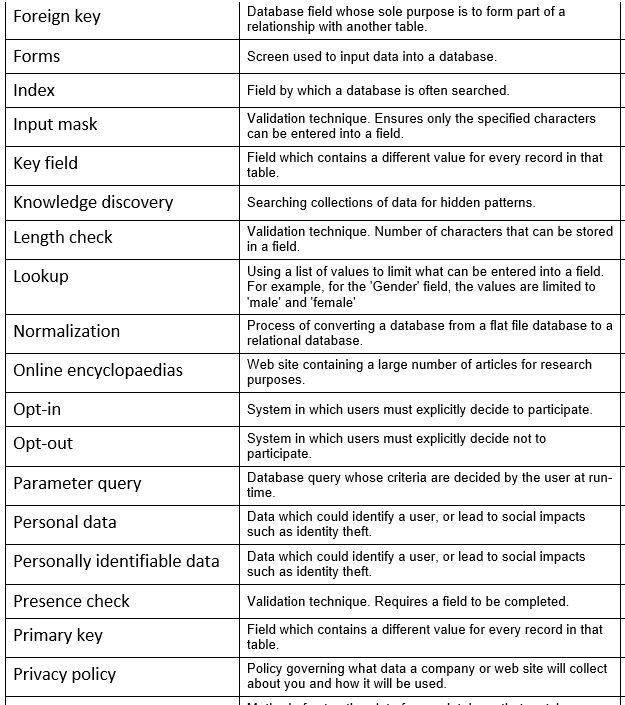 Foreign key
Database field whose sole purpose is to form part of a
relationship with another table.
Forms
Screen used to input data into a database.
Index
Field by which a database is often searched.
Input mask
Validation technique. Ensures only the specified characters
can be entered into a field.
Key field
Field which contains a different value for every record in that
table.
Knowledge discovery
Searching collections of data for hidden patterns.
Length check
Validation technique. Number of characters that can be stored
in a field.
Lookup
Using a list of values to limit what can be entered into a field.
For example, for the 'Gender' field, the values are limited to
'male' and 'female'
Normalization
Process of converting a database from a flat file database to a
relational database.
Online encyclopaedias
Web site containing a large number of articles for research
purposes.
Opt-in
System in which users must explicitly decide to participate.
Opt-out
System in which users must explicitly decide not to
participate.
Parameter query
Database query whose criteria are decided by the user at run-
time.
Personal data
Data which could identify a user, or lead to social impacts
such as identity theft.
Personally identifiable data
Data which could identify a user, or lead to social impacts
such as identity theft.
Presence check
Validation technique. Requires a field to be completed.
Primary key
Field which contains a different value for every record in that
table.
Privacy policy
Policy governing what data a company or web site will collect
about you and how it will be used.